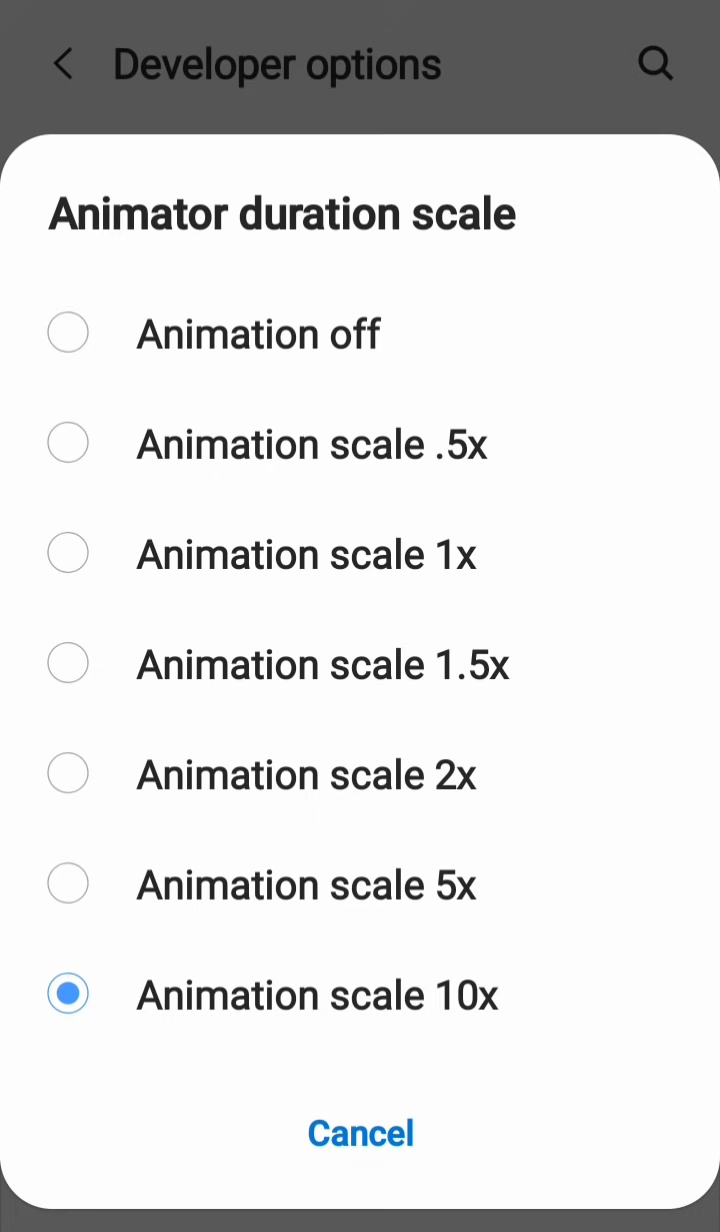 Developer options
Animator duration scale
Animation off
Animation scale .5x
Animation scale 1x
Animation scale 1.5x
Animation scale 2x
Animation scale 5x
Animation scale 10x
Cancel